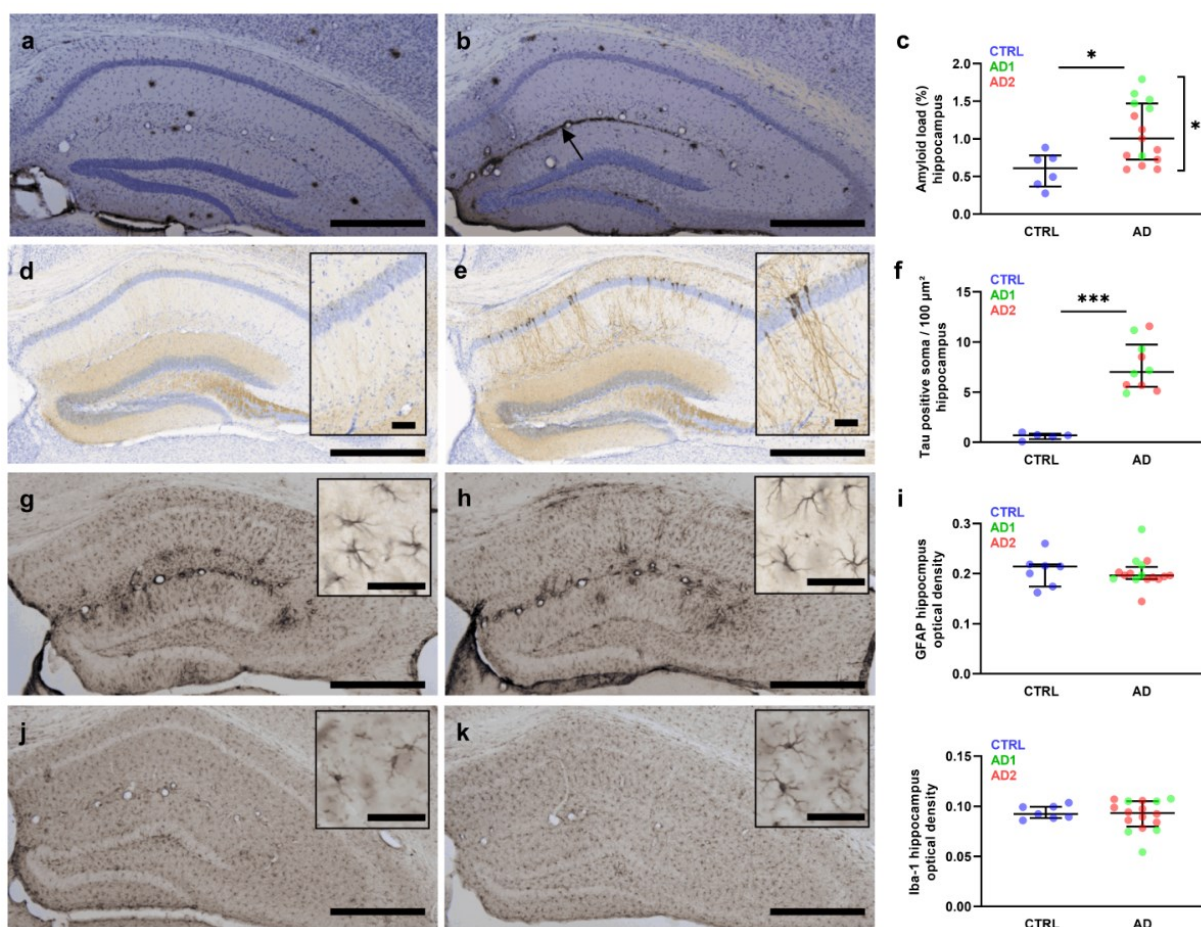 a
b
c
CTRL
AD1
AD2
*
Amyloid load (%)
hippocampus
2.0
1.5
1.0
0.5
0.0
*
CTRL
AD
d
e
f
CTRL
AD1
AD2
***
Tau positive soma / 100 µm²
hippocampus
15
10
5
0
CTRL
AD
g
h
i
CTRL
AD1
AD2
GFAP hippocmpus
optical density
0.3
0.2
0.1
0.0
CTRL
AD
j
k
CTRL
AD1
AD2
Iba-1 hippocampus
optical density
0.15
0.10
0.05
0.00
CTRL
AD